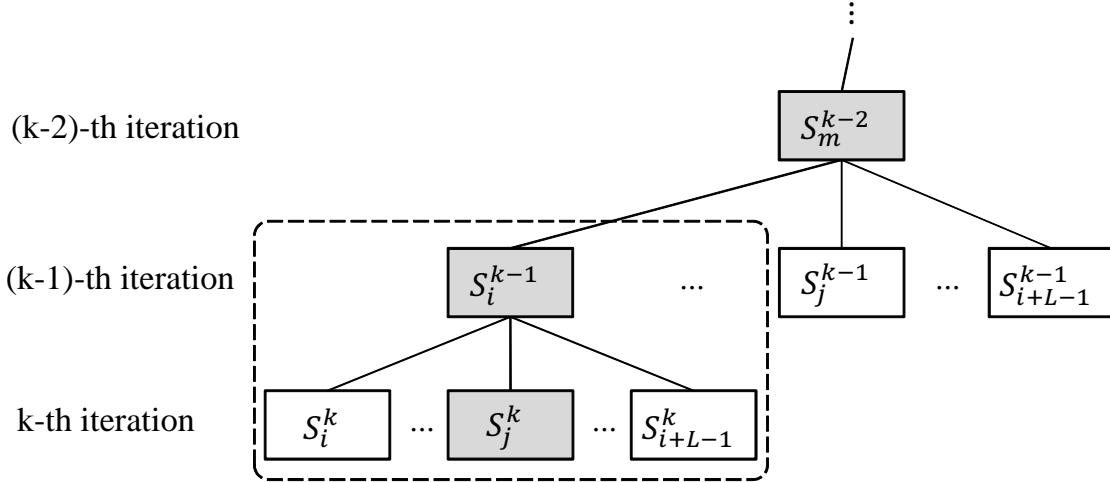 ⋮
(k-2)-th iteration $S_m^{k-2}$
(k-1)-th iteration $S_i^{k-1}$ ... $S_j^{k-1}$ ... $S_{i+L-1}^{k-1}$
k-th iteration $S_i^k$ ... $S_j^k$ ... $S_{i+L-1}^k$